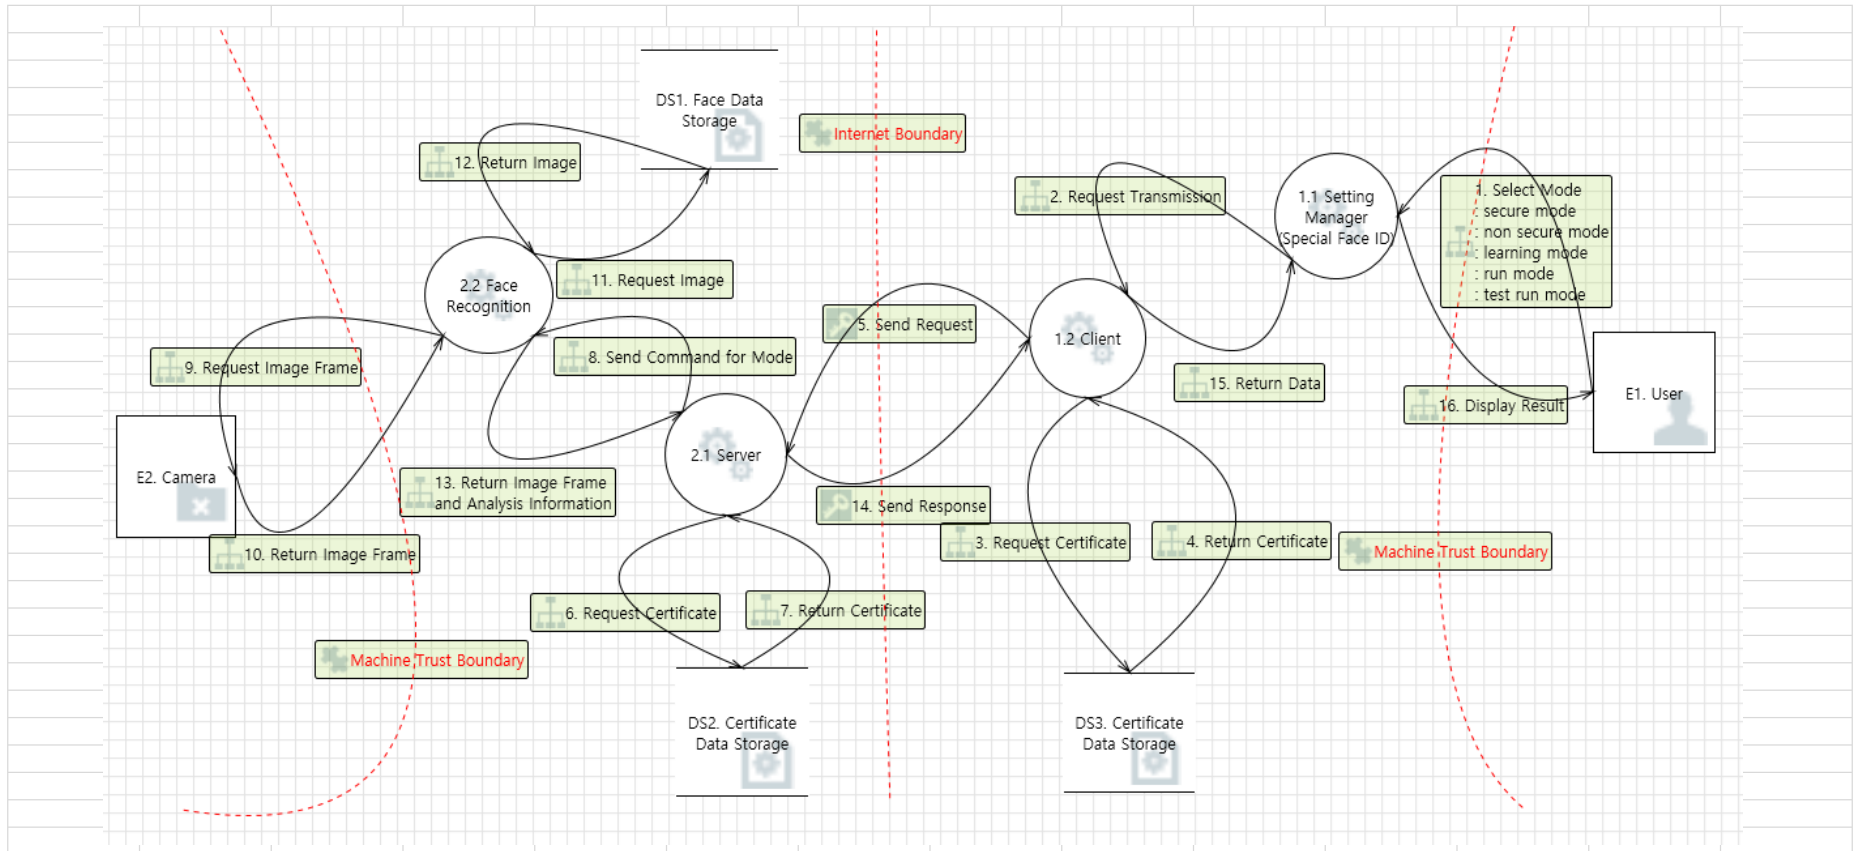 DS1. Face Data
Storage
Internet Boundary
12. Return Image
2. Request Transmission
1.1 Setting
Manager
(Special Face ID)
1. Select Mode
: secure mode
: non secure mode
: learning mode
: run mode
: test run mode
11. Request Image
2.2 Face
Recognition
5. Send Request
1.2 Client
8. Send Command for Mode
9. Request Image Frame
15. Return Data
16. Display Result
E1. User
2.1 Server
E2. Camera
13. Return Image Frame
and Analysis Information
14. Send Response
3. Request Certificate
4. Return Certificate
Machine Trust Boundary
10. Return Image Frame
6. Request Certificate
7. Return Certificate
Machine Trust Boundary
DS2. Certificate
Data Storage
DS3. Certificate
Data Storage